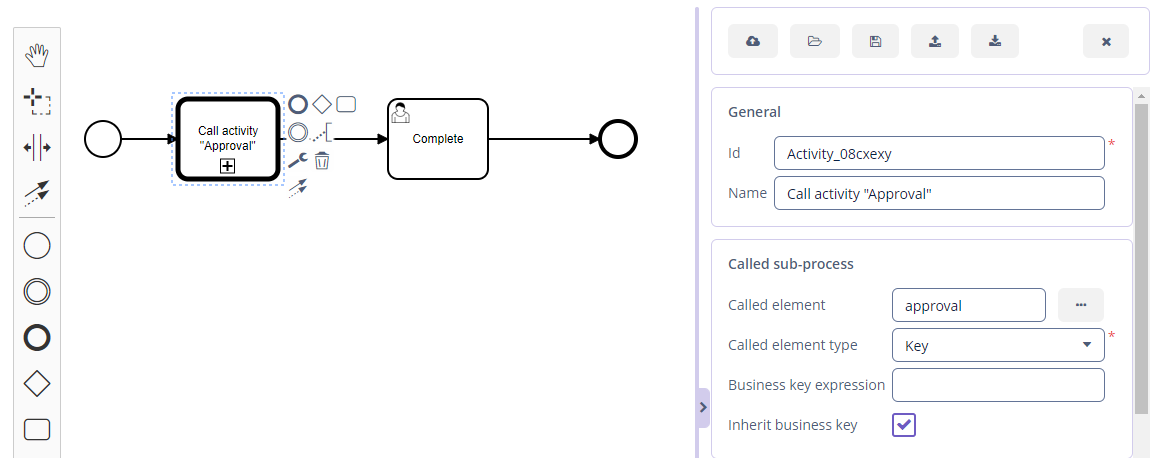 Call activity
"Approval"
Complete
General
Id
Activity_08cxexy
*
Name
Call activity "Approval"
Called sub-process
Called element
approval
...
Called element type
Key
*
Business key expression
Inherit business key